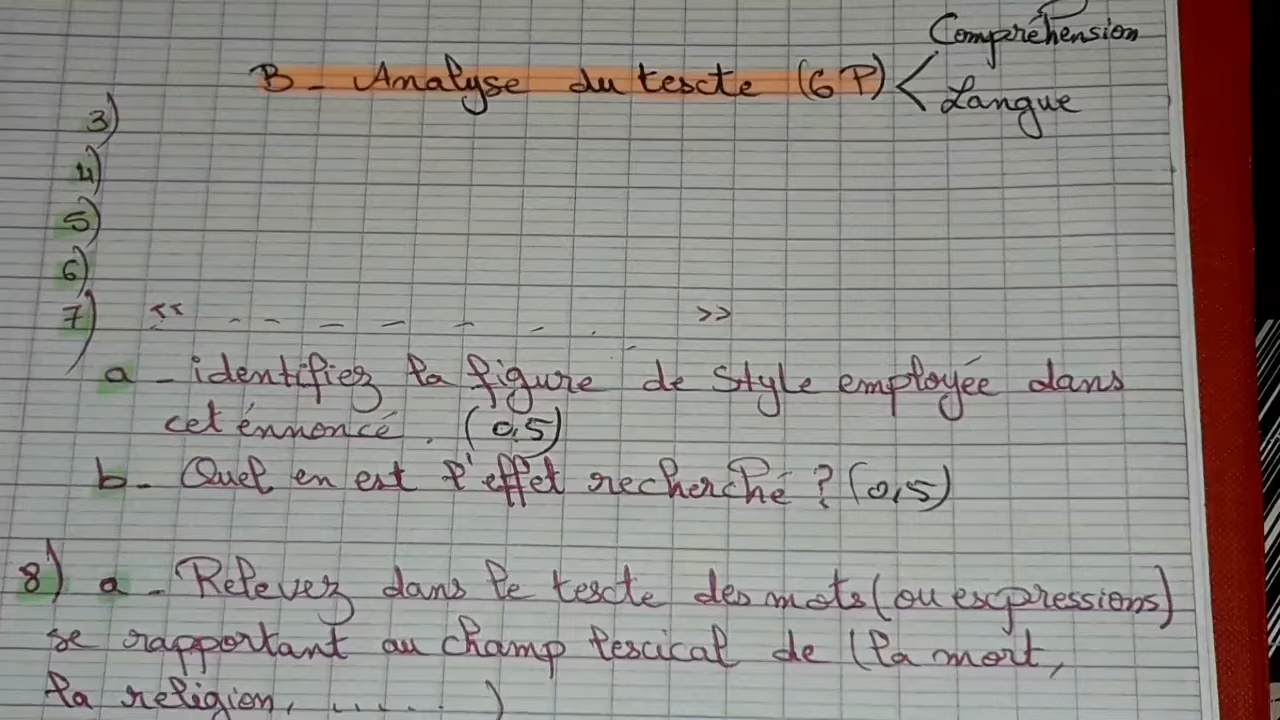 Compréhension
B - Analyse du texte (6 P) <
Langue
3)
4)
5)
6)
7) << - - - - - - . >>
a - identifiez la figure de style employée dans
cet énnoncé. (0,5)
b - Quel en est l'effet recherché ? (0,5)
8) a - Relevez dans le texte des mots (ou expressions)
se rapportant au champ lexical de (la mort,
la religion, ......)